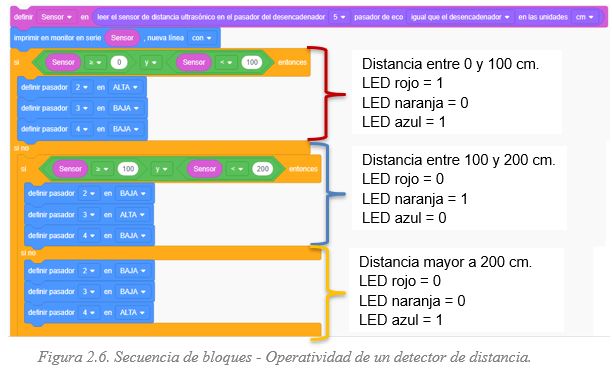 definir Sensor en leer el sensor de distancia ultrasónico en el pasador del desencadenador 5 pasador de eco igual que el desencadenador en las unidades cm
imprimir en monitor en serie Sensor , nueva línea con
si Sensor ≥ 0 y Sensor < 100 entonces
definir pasador 2 en ALTA
definir pasador 3 en BAJA
definir pasador 4 en BAJA
Distancia entre 0 y 100 cm.
LED rojo = 1
LED naranja = 0
LED azul = 1
si no
si Sensor ≥ 100 y Sensor < 200 entonces
definir pasador 2 en BAJA
definir pasador 3 en ALTA
definir pasador 4 en BAJA
Distancia entre 100 y 200 cm.
LED rojo = 0
LED naranja = 1
LED azul = 0
si no
definir pasador 2 en BAJA
definir pasador 3 en BAJA
definir pasador 4 en ALTA
Distancia mayor a 200 cm.
LED rojo = 0
LED naranja = 0
LED azul = 1
Figura 2.6. Secuencia de bloques - Operatividad de un detector de distancia.